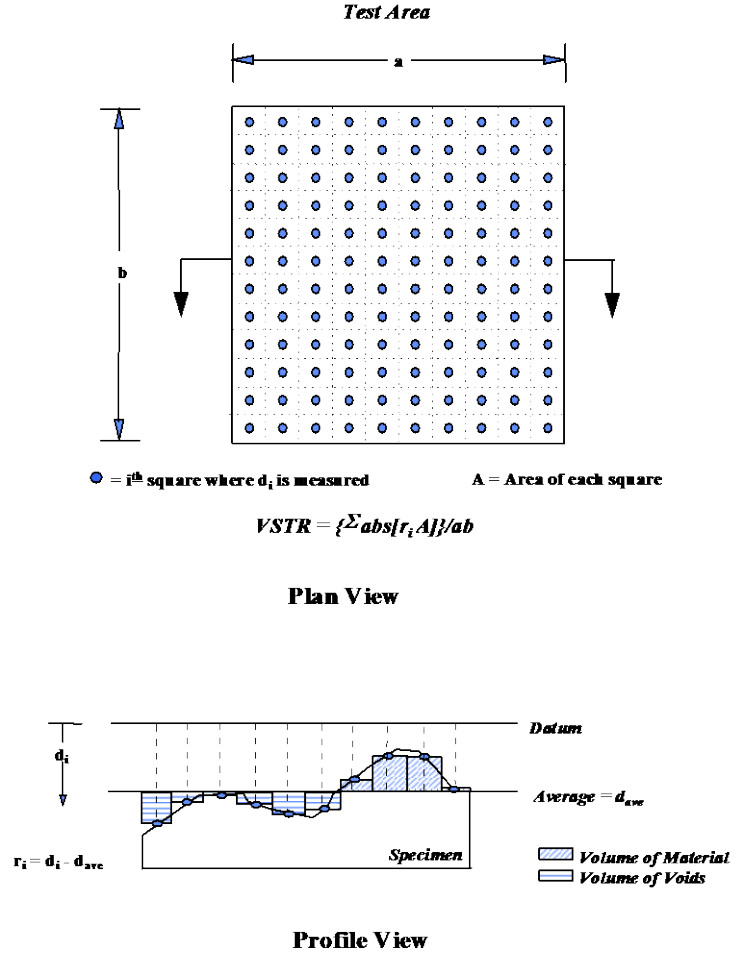 Test Area
a
b
= iᵗʰ square where dᵢ is measured
A = Area of each square
VSTR = {Σabs[rᵢ A]}/ab
Plan View
Datum
dᵢ
Average = dₐᵥₑ
rᵢ = dᵢ - dₐᵥₑ
Specimen
Volume of Material
Volume of Voids
Profile View